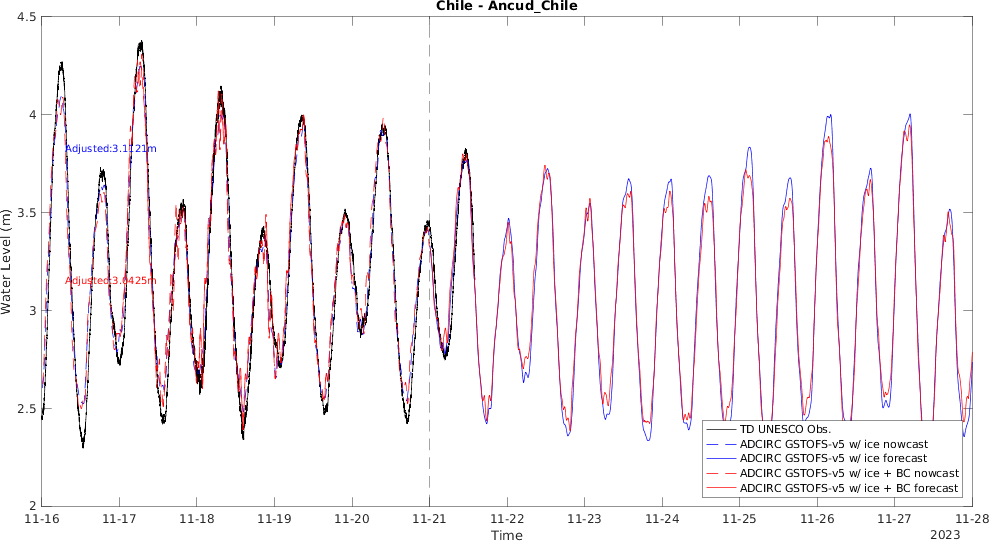 Chile - Ancud_Chile
Water Level (m)
4.5
4
3.5
3
2.5
2
Adjusted:3.1121m
Adjusted:3.0425m
TD UNESCO Obs.
ADCIRC GSTOFS-v5 w/ ice nowcast
ADCIRC GSTOFS-v5 w/ ice forecast
ADCIRC GSTOFS-v5 w/ ice + BC nowcast
ADCIRC GSTOFS-v5 w/ ice + BC forecast
11-16 11-17 11-18 11-19 11-20 11-21 11-22 11-23 11-24 11-25 11-26 11-27 11-28
Time
2023